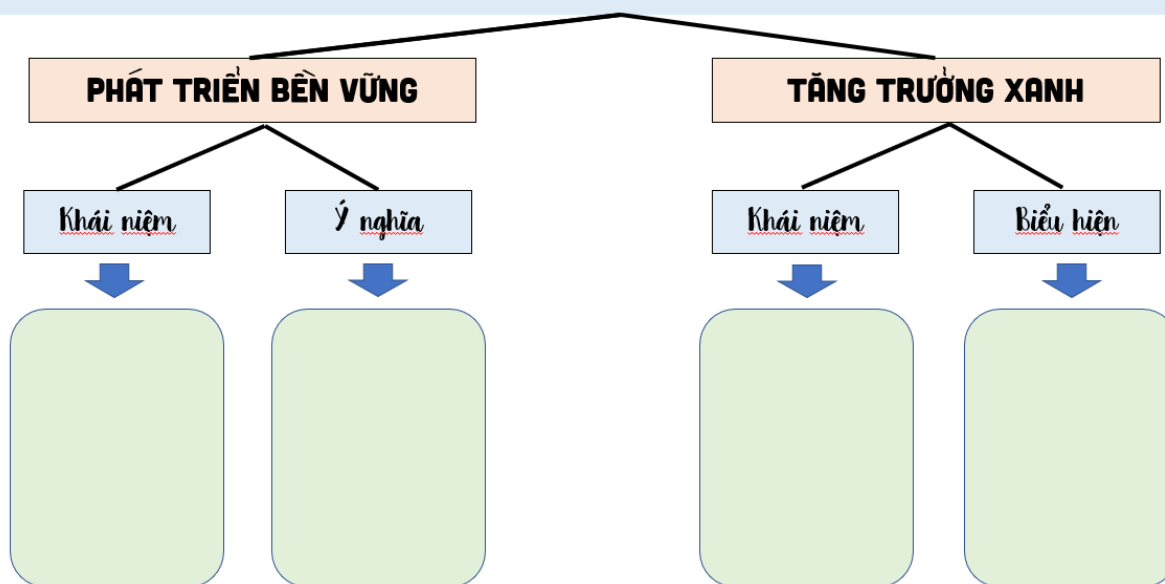 PHÁT TRIỂN BỀN VỮNG
TĂNG TRƯỞNG XANH
Khái niệm
Ý nghĩa
Khái niệm
Biểu hiện